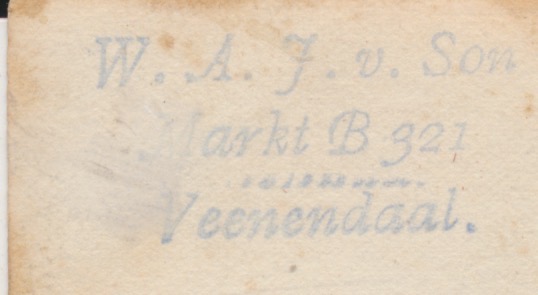 W. A. J. v. Son
Markt B 321
Veenendaal.